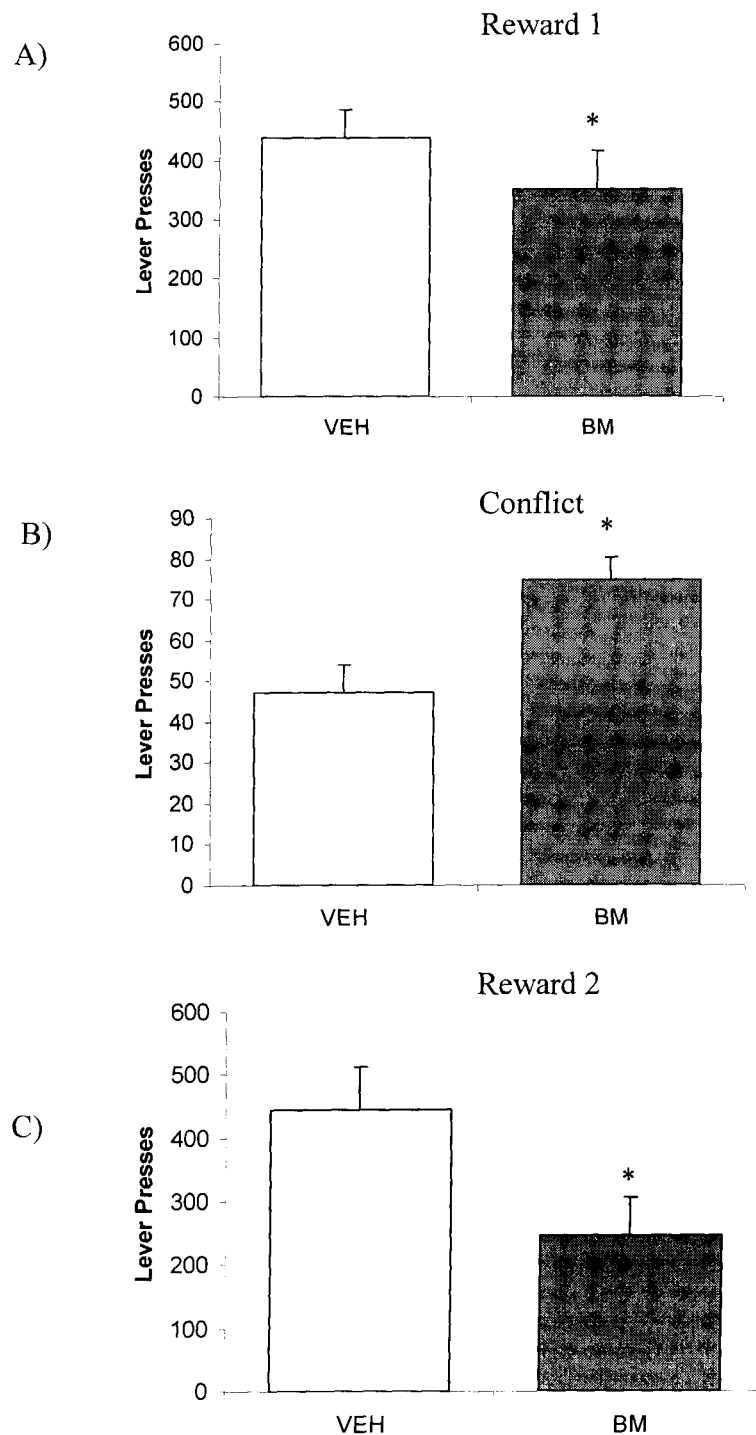 A)
Reward 1
Lever Presses
600
500
400
300
200
100
0
*
VEH
BM
B)
Conflict
Lever Presses
90
80
70
60
50
40
30
20
10
0
*
VEH
BM
C)
Reward 2
Lever Presses
600
500
400
300
200
100
0
*
VEH
BM